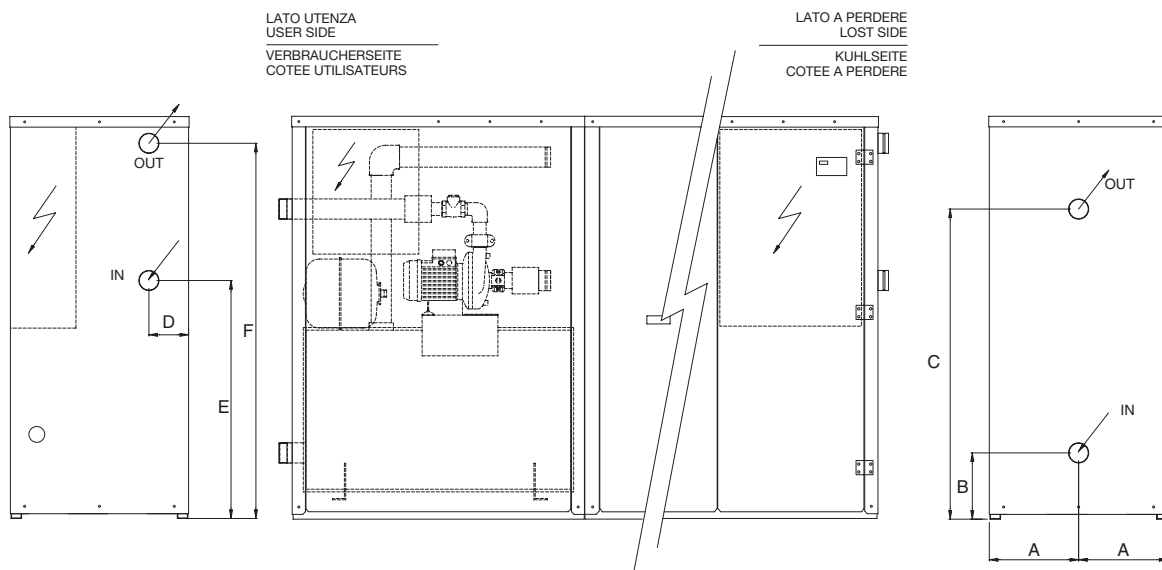 LATO UTENZA
USER SIDE
VERBRAUCHERSEITE
COTEE UTILISATEURS
LATO A PERDERE
LOST SIDE
KUHLSEITE
COTEE A PERDERE
OUT
IN
D
F
E
OUT
C
IN
B
A
A